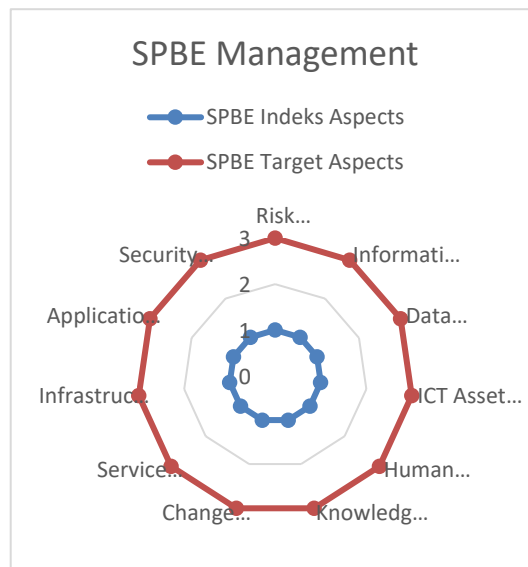 SPBE Management
SPBE Indeks Aspects
SPBE Target Aspects
Risk...
Informati...
Data...
ICT Asset...
Human...
Knowledg...
Change...
Service...
Infrastruc...
Applicatio...
Security...
3
2
1
0